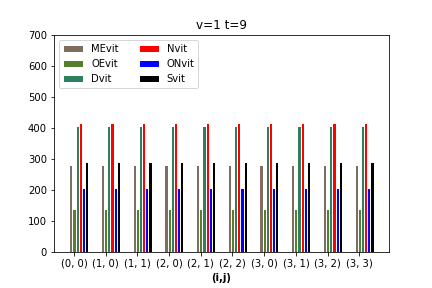 v=1 t=9
700
600
500
400
300
200
100
0
MEvit Nvit
OEvit ONvit
Dvit Svit
(0, 0) (1, 0) (1, 1) (2, 0) (2, 1) (2, 2) (3, 0) (3, 1) (3, 2) (3, 3)
(i,j)